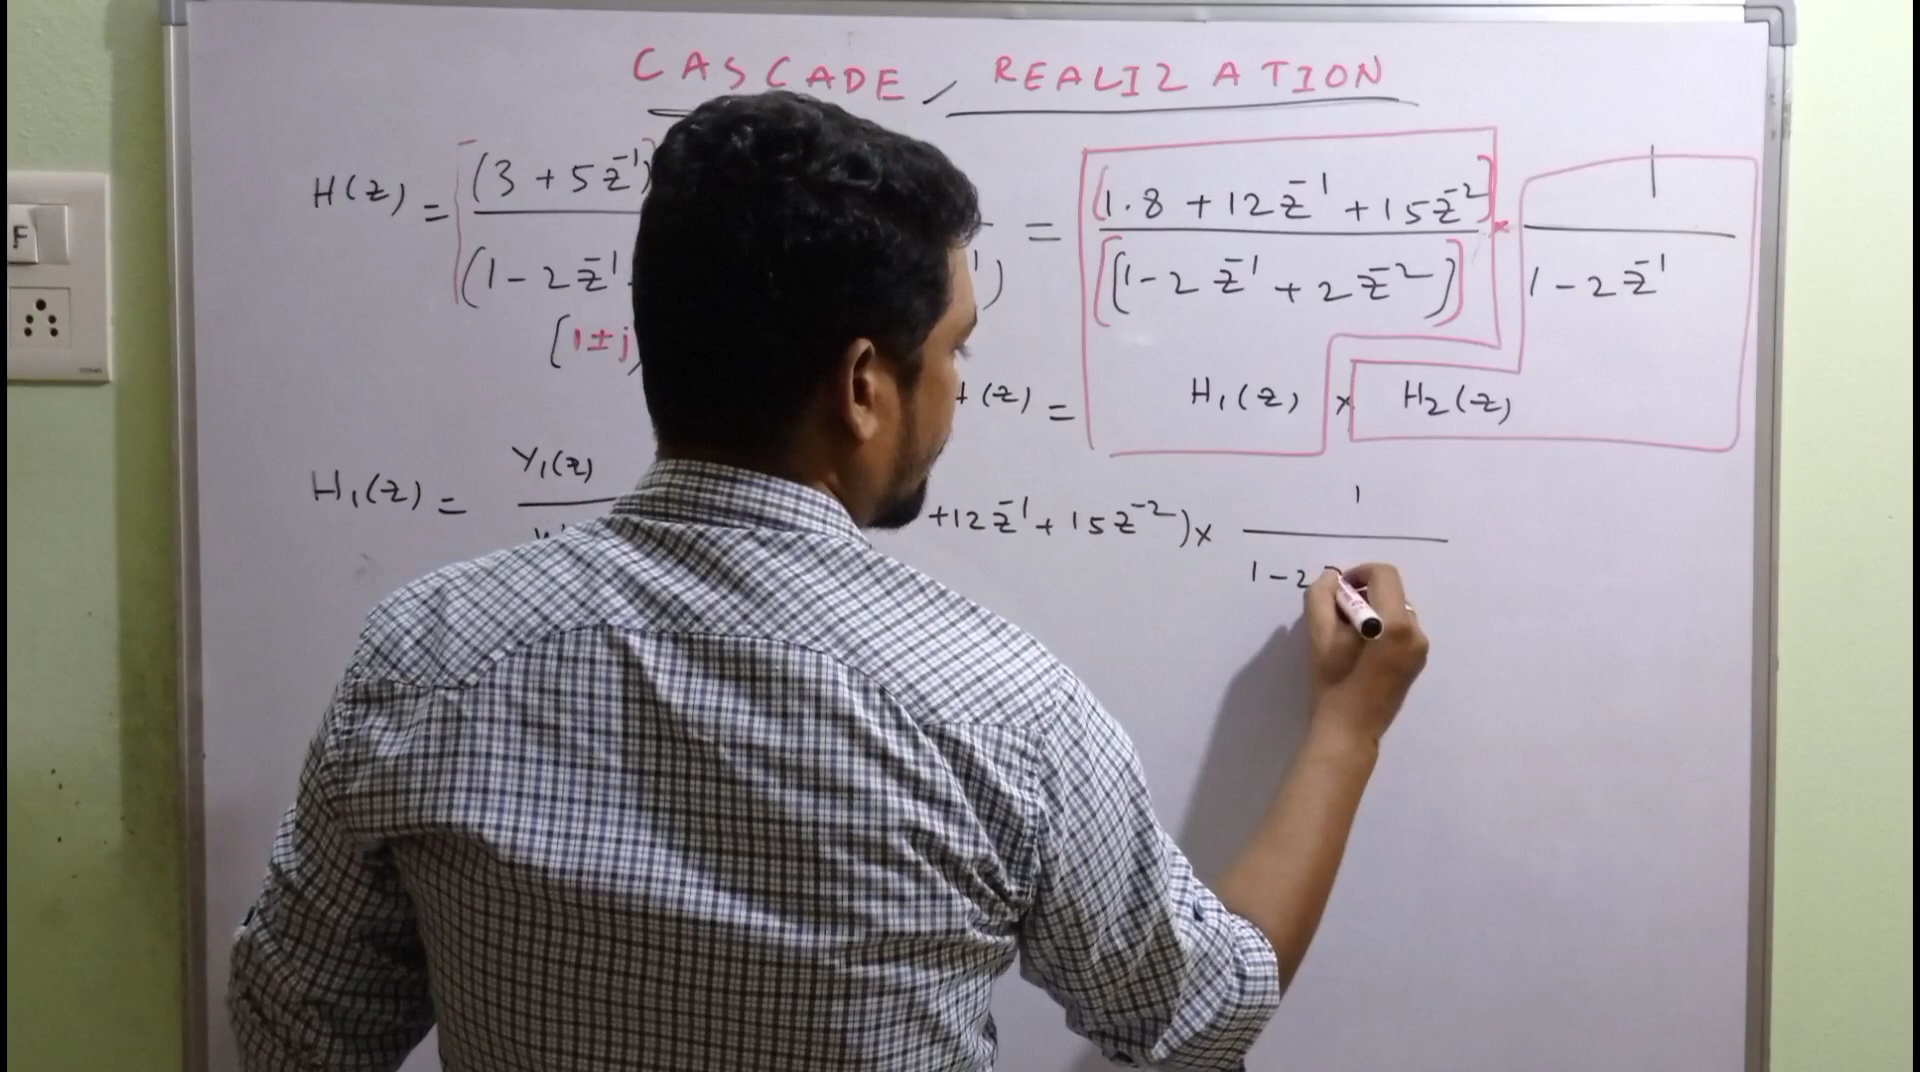 CASCADE, REALIZATION
H(z) = (3 + 5z⁻¹) / (1 - 2z⁻¹ ¹) = (1.8 + 12z⁻¹ + 15z⁻²) / (1 - 2z⁻¹ + 2z⁻²) × 1 / 1 - 2z⁻¹
(1±j)
(z) = H₁(z) × H₂(z)
H₁(z) = Y₁(z) / +12z⁻¹ + 15z⁻²) × 1 / 1 - 2
F